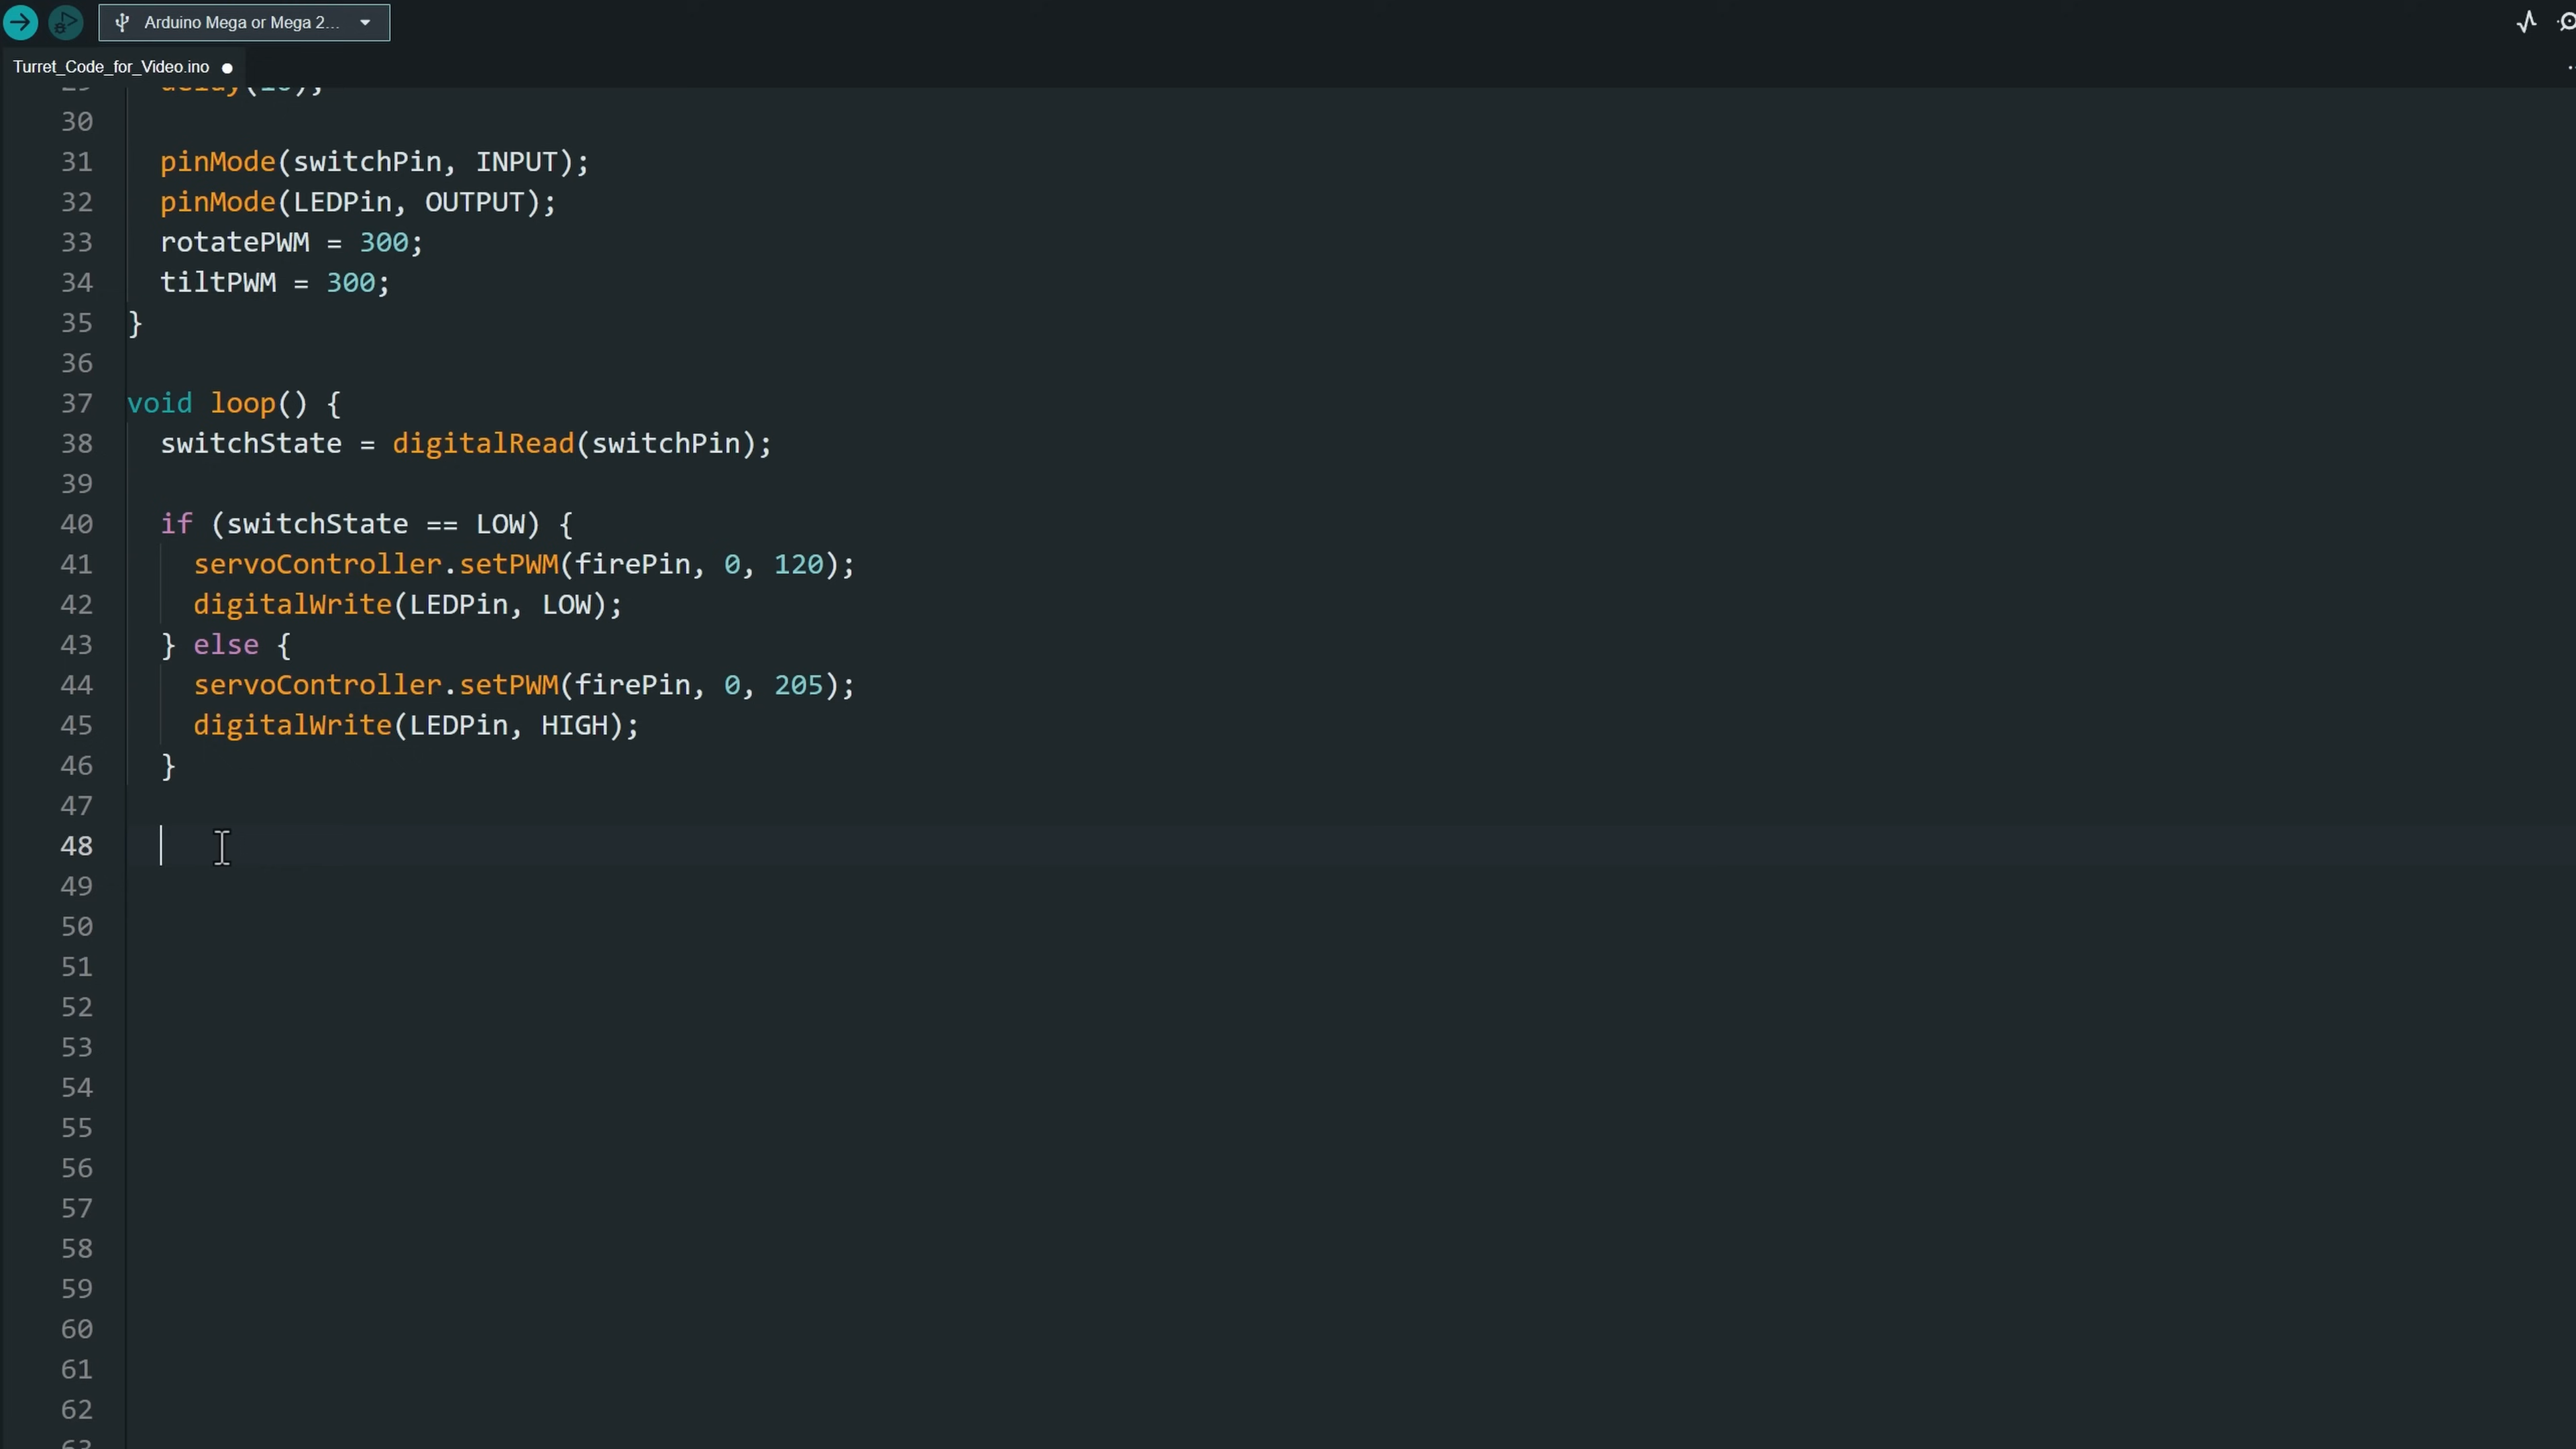 Arduino Mega or Mega 2...
Turret_Code_for_Video.ino
30
31 pinMode(switchPin, INPUT);
32 pinMode(LEDPin, OUTPUT);
33 rotatePWM = 300;
34 tiltPWM = 300;
35 }
36
37 void loop() {
38 switchState = digitalRead(switchPin);
39
40 if (switchState == LOW) {
41 servoController.setPWM(firePin, 0, 120);
42 digitalWrite(LEDPin, LOW);
43 } else {
44 servoController.setPWM(firePin, 0, 205);
45 digitalWrite(LEDPin, HIGH);
46 }
47
48
49
50
51
52
53
54
55
56
57
58
59
60
61
62